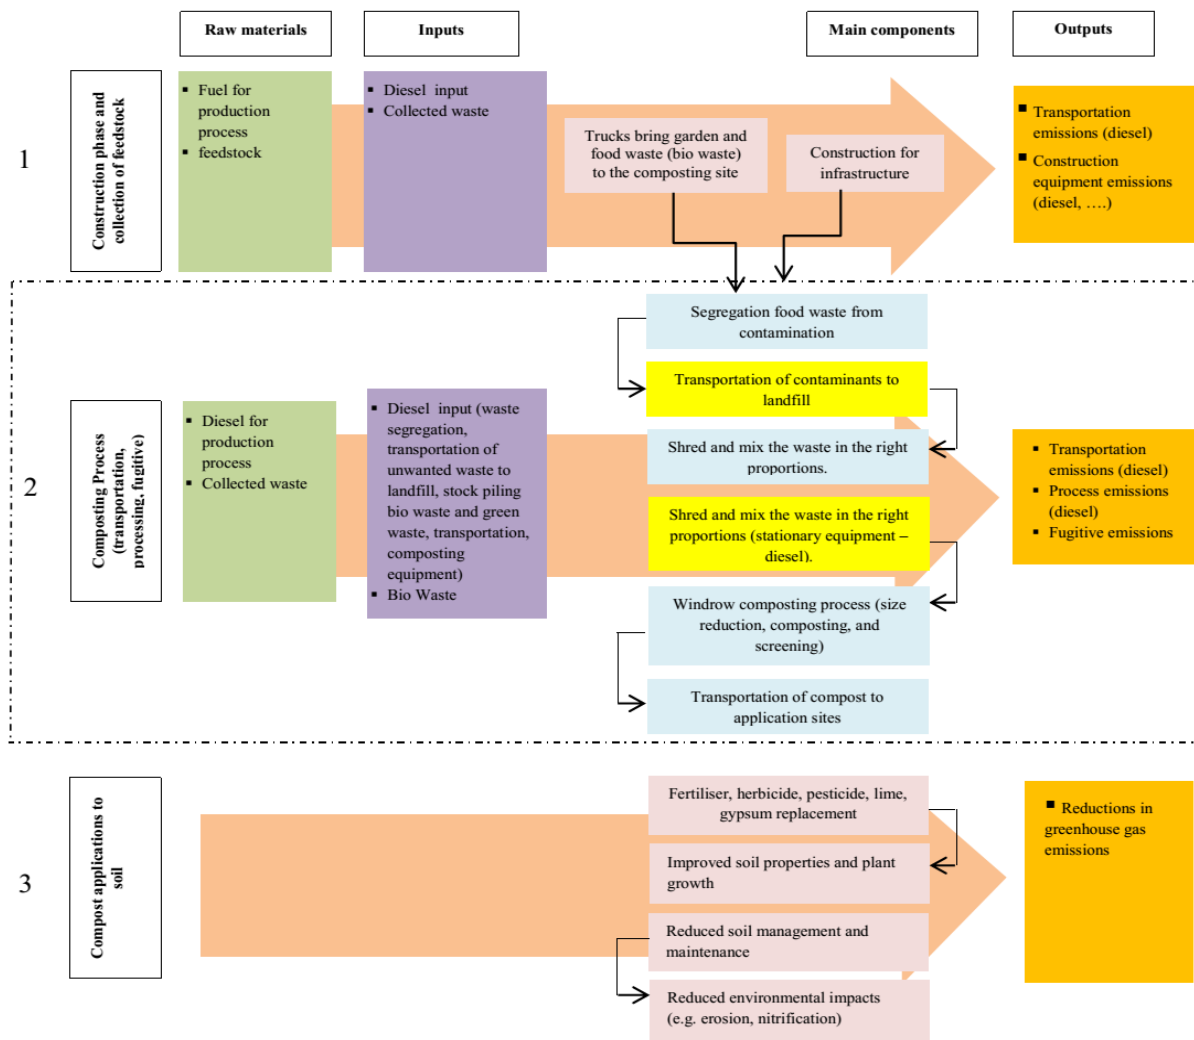 Raw materials
Inputs
Main components
Outputs
1
Construction phase and
collection of feedstock
▪ Fuel for
production
process
▪ feedstock
▪ Diesel input
▪ Collected waste
Trucks bring garden and
food waste (bio waste)
to the composting site
Construction for
infrastructure
▪ Transportation
emissions (diesel)
▪ Construction
equipment emissions
(diesel, ….)
2
Composting Process
(transportation,
processing, fugitive)
▪ Diesel for
production
process
▪ Collected waste
▪ Diesel input (waste
segregation,
transportation of
unwanted waste to
landfill, stock piling
bio waste and green
waste, transportation,
composting
equipment)
▪ Bio Waste
Segregation food waste from
contamination
Transportation of contaminants to
landfill
Shred and mix the waste in the right
proportions.
Shred and mix the waste in the right
proportions (stationary equipment –
diesel).
Windrow composting process (size
reduction, composting, and
screening)
Transportation of compost to
application sites
▪ Transportation
emissions (diesel)
▪ Process emissions
(diesel)
▪ Fugitive emissions
3
Compost applications to
soil
Fertiliser, herbicide, pesticide, lime,
gypsum replacement
Improved soil properties and plant
growth
Reduced soil management and
maintenance
Reduced environmental impacts
(e.g. erosion, nitrification)
▪ Reductions in
greenhouse gas
emissions